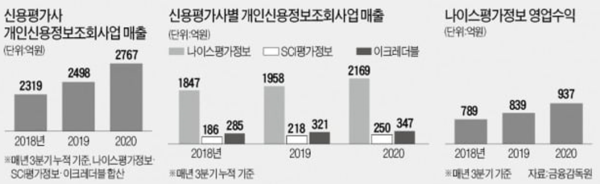 신용평가사
개인신용정보조회사업 매출
(단위:억원)
2319
2498
2767
2018년
2019
2020
※매년 3분기 누적 기준, 나이스평가정보·
SCI평가정보·이크레더블 합산
신용평가사별 개인신용정보조회사업 매출
(단위:억원)
나이스평가정보
SCI평가정보
이크레더블
1847
186
285
1958
218
321
2169
250
347
2018년
2019
2020
※매년 3분기 누적 기준
나이스평가정보 영업수익
(단위:억원)
789
839
937
2018년
2019
2020
※매년 3분기 기준
자료:금융감독원